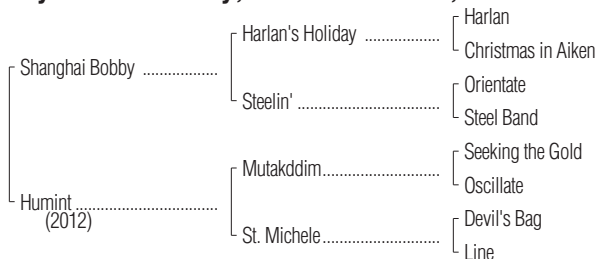 Harlan
Harlan's Holiday ..................
Christmas in Aiken
Shanghai Bobby ..................
Orientate
Steelin' ..................................
Steel Band
Seeking the Gold
Mutakddim............................
Oscillate
Humint ..................................
(2012)
Devil's Bag
St. Michele............................
Line